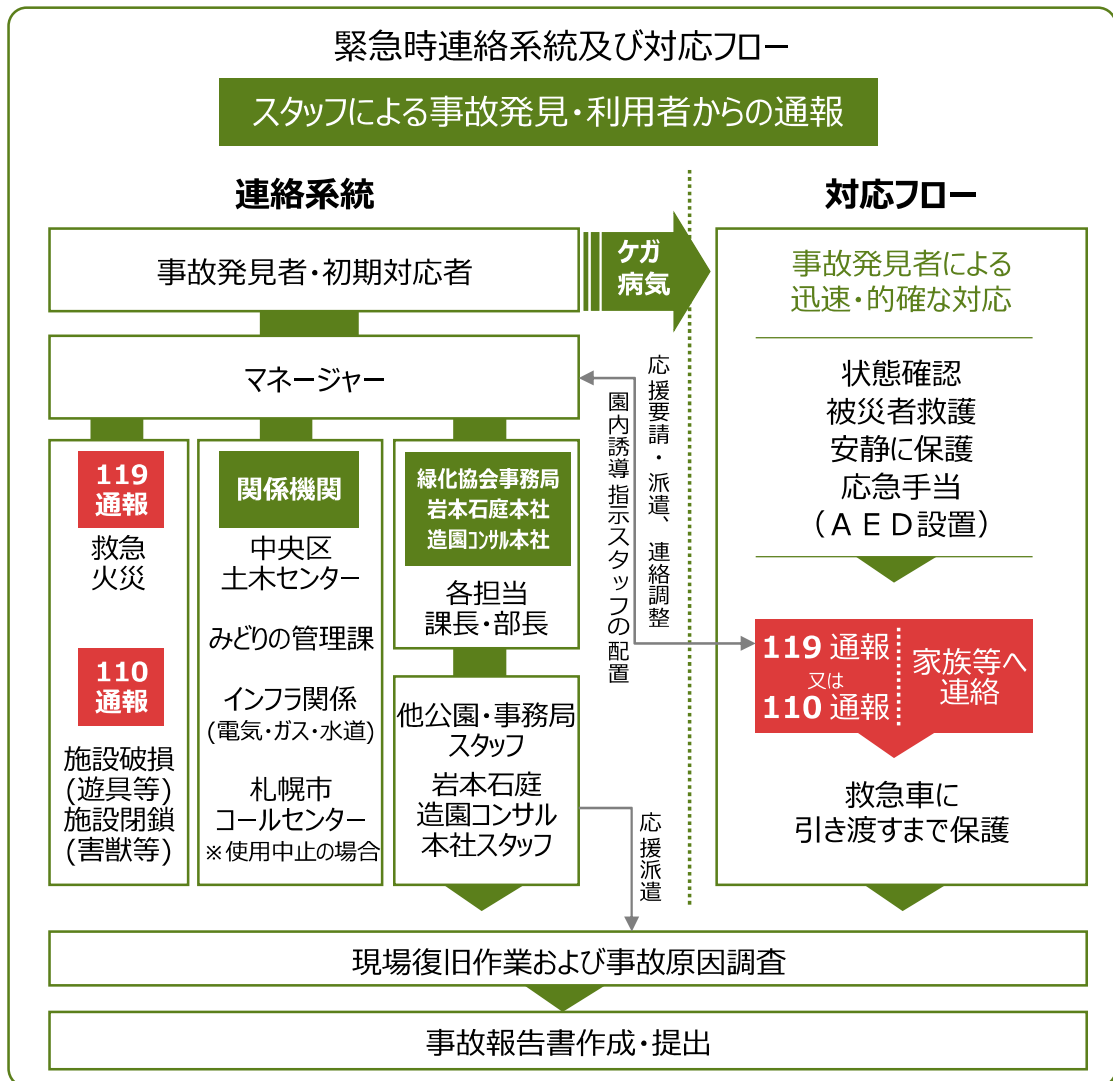 緊急時連絡系統及び対応フロー
スタッフによる事故発見・利用者からの通報
連絡系統
事故発見者・初期対応者
ケガ
病気
マネージャー
119
通報
救急
火災
110
通報
施設破損
(遊具等)
施設閉鎖
(害獣等)
関係機関
中央区
土木センター
みどりの管理課
インフラ関係
(電気・ガス・水道)
札幌市
コールセンター
※使用中止の場合
緑化協会事務局
岩本石庭本社
造園コンサル本社
各担当
課長・部長
他公園・事務局
スタッフ
岩本石庭
造園コンサル
本社スタッフ
応援要請・派遣、連絡調整
園内誘導指示スタッフの配置
応援派遣
対応フロー
事故発見者による
迅速・的確な対応
状態確認
被災者救護
安静に保護
応急手当
（ＡＥＤ設置）
119 通報
又は
110 通報
家族等へ
連絡
救急車に
引き渡すまで保護
現場復旧作業および事故原因調査
事故報告書作成・提出